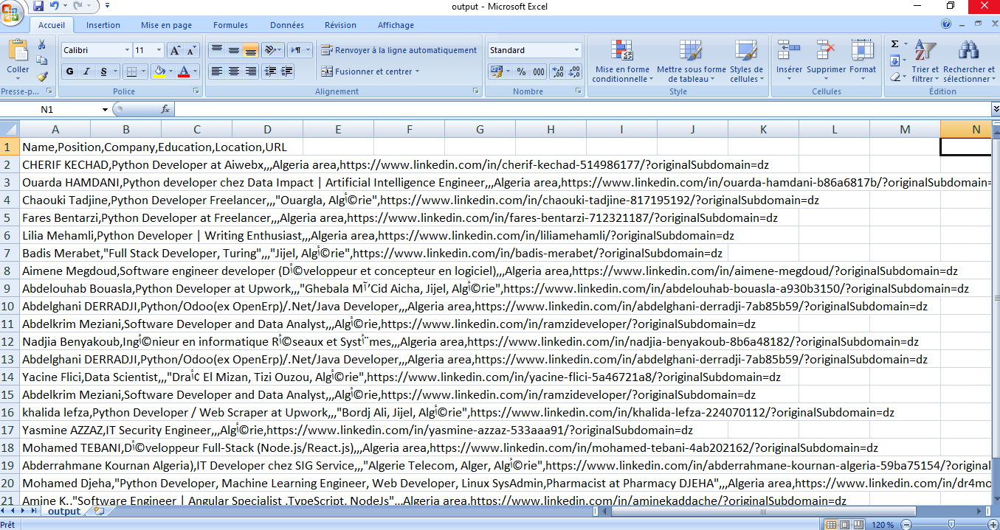 output - Microsoft Excel
Accueil Insertion Mise en page Formules Données Révision Affichage
Calibri 11 A A Renvoyer à la ligne automatiquement Standard Σ
Coller G I S A Fusionner et centrer % 000 Mise en forme conditionnelle Mettre sous forme de tableau Styles de cellules Insérer Supprimer Format Trier et filtrer Rechercher et sélectionner
Presse-p... Police Alignement Nombre Style Cellules Édition
N1 fx
A B C D E F G H I J K L M N
1 Name,Position,Company,Education,Location,URL
2 CHERIF KECHAD,Python Developer at Aiwebx,,,Algeria area,https://www.linkedin.com/in/cherif-kechad-514986177/?originalSubdomain=dz
3 Ouarda HAMDANI,Python developer chez Data Impact | Artificial Intelligence Engineer,,,Algeria area,https://www.linkedin.com/in/ouarda-hamdani-b86a6817b/?originalSubdomain=
4 Chaouki Tadjine,Python Developer Freelancer,,,"Ouargla, Algأ©rie",https://www.linkedin.com/in/chaouki-tadjine-817195192/?originalSubdomain=dz
5 Fares Bentarzi,Python Developer at Freelancer,,,Algeria area,https://www.linkedin.com/in/fares-bentarzi-712321187/?originalSubdomain=dz
6 Lilia Mehamli,Python Developer | Writing Enthusiast,,,Algeria area,https://www.linkedin.com/in/liliamehamli/?originalSubdomain=dz
7 Badis Merabet,"Full Stack Developer, Turing",,,"Jijel, Algأ©rie",https://www.linkedin.com/in/badis-merabet/?originalSubdomain=dz
8 Aimene Megdoud,Software engineer developer (Dأ©veloppeur et concepteur en logiciel),,,Algeria area,https://www.linkedin.com/in/aimene-megdoud/?originalSubdomain=dz
9 Abdelouhab Bouasla,Python Developer at Upwork,,,"Ghebala Mآ’Cid Aicha, Jijel, Algأ©rie",https://www.linkedin.com/in/abdelouhab-bouasla-a930b3150/?originalSubdomain=dz
10 Abdelghani DERRADJI,Python/Odoo(ex OpenErp)/.Net/Java Developer,,,Algeria area,https://www.linkedin.com/in/abdelghani-derradji-7ab85b59/?originalSubdomain=dz
11 Abdelkrim Meziani,Software Developer and Data Analyst,,,Algأ©rie,https://www.linkedin.com/in/ramzideveloper/?originalSubdomain=dz
12 Nadjia Benyakoub,Ingأ©nieur en informatique Rأ©seaux et Systأ¨mes,,,Algeria area,https://www.linkedin.com/in/nadjia-benyakoub-8b6a48182/?originalSubdomain=dz
13 Abdelghani DERRADJI,Python/Odoo(ex OpenErp)/.Net/Java Developer,,,Algeria area,https://www.linkedin.com/in/abdelghani-derradji-7ab85b59/?originalSubdomain=dz
14 Yacine Flici,Data Scientist,,,"Draأ¢ El Mizan, Tizi Ouzou, Algأ©rie",https://www.linkedin.com/in/yacine-flici-5a46721a8/?originalSubdomain=dz
15 Abdelkrim Meziani,Software Developer and Data Analyst,,,Algأ©rie,https://www.linkedin.com/in/ramzideveloper/?originalSubdomain=dz
16 khalida lefza,Python Developer / Web Scraper at Upwork,,,"Bordj Ali, Jijel, Algأ©rie",https://www.linkedin.com/in/khalida-lefza-224070112/?originalSubdomain=dz
17 Yasmine AZZAZ,IT Security Engineer,,,Algأ©rie,https://www.linkedin.com/in/yasmine-azzaz-533aaa91/?originalSubdomain=dz
18 Mohamed TEBANI,Dأ©veloppeur Full-Stack (Node.js/React.js),,,Algeria area,https://www.linkedin.com/in/mohamed-tebani-4ab202162/?originalSubdomain=dz
19 Abderrahmane Kournan Algeria),IT Developer chez SIG Service,,,"Algerie Telecom, Alger, Algأ©rie",https://www.linkedin.com/in/abderrahmane-kournan-algeria-59ba75154/?original
20 Mohamed Djeha,"Python Developer, Machine Learning Engineer, Web Developer, Linux SysAdmin,Pharmacist at Pharmacy DJEHA",,,Algeria area,https://www.linkedin.com/in/dr4mo
21 Amine K.,"Software Engineer | Angular Specialist ,TypeScript, NodeJs",,,Algeria area,https://www.linkedin.com/in/aminekaddache/?originalSubdomain=dz
output
Prêt 120 %